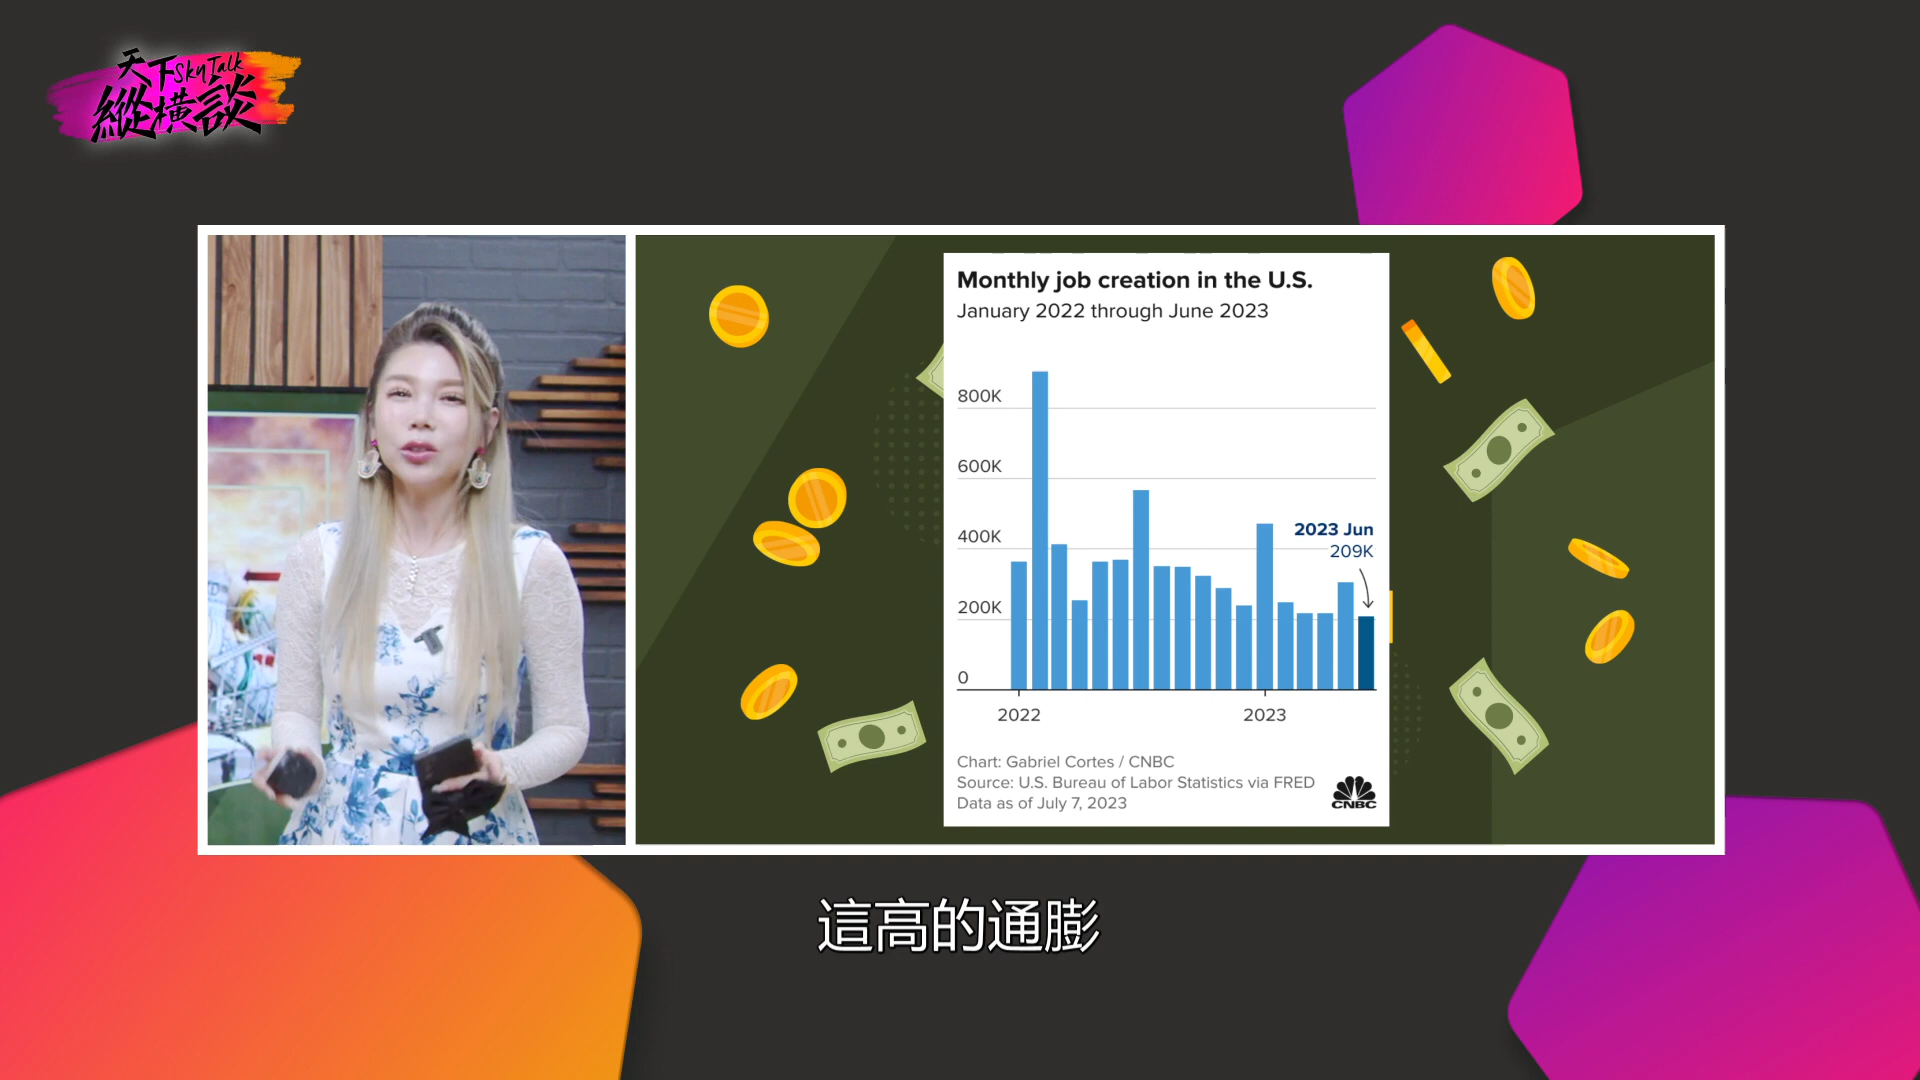 天下SkyTalk
縱橫談
Monthly job creation in the U.S.
January 2022 through June 2023
800K
600K
400K
200K
0
2023 Jun
209K
2022
2023
Chart: Gabriel Cortes / CNBC
Source: U.S. Bureau of Labor Statistics via FRED
Data as of July 7, 2023
CNBC
這高的通膨